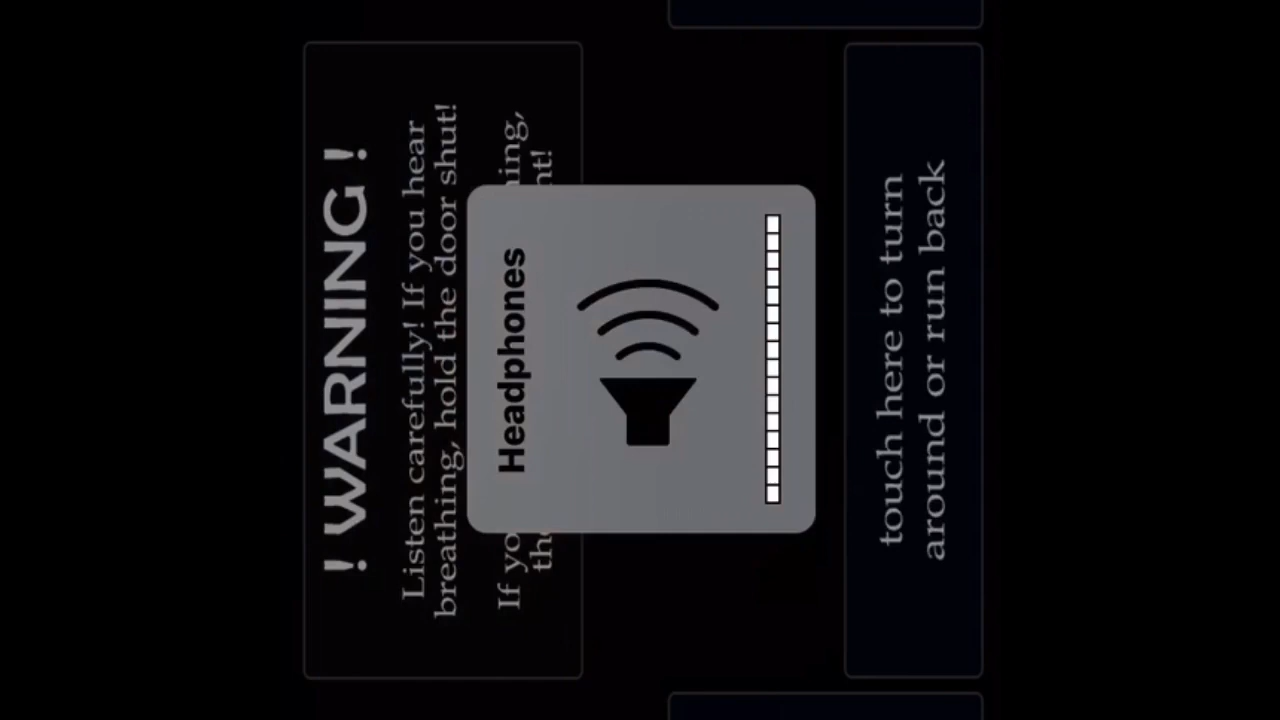 ! WARNING !
Listen carefully! If you hear
breathing, hold the door shut!
If
Headphones
touch here to turn
around or run back